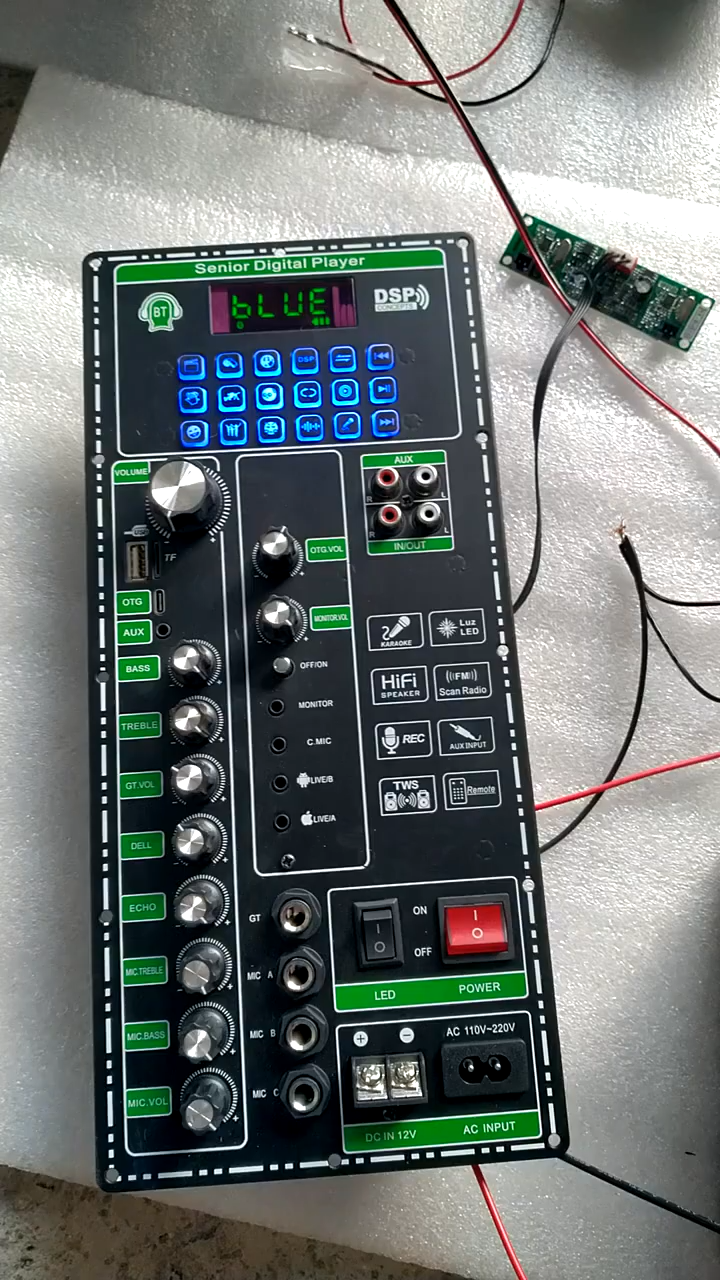 Senior Digital Player
BT
bLUE
DSP
CONCEPTS
DSP
VOLUME
TF
OTG
AUX
BASS
TREBLE
GT.VOL
DELL
ECHO
MIC.TREBLE
MIC.BASS
MIC.VOL
OTG.VOL
MONITOR.VOL
OFF/ON
MONITOR
C.MIC
LIVE/B
LIVE/A
GT
MIC A
MIC B
MIC C
AUX
R L
R L
IN/OUT
KARAOKE
Luz
LED
HiFi
SPEAKER
((FM))
Scan Radio
REC
AUX INPUT
TWS
Remote
ON
OFF
LED
POWER
+ −
AC 110V~220V
DC IN 12V
AC INPUT